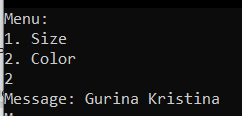 Menu:
1. Size
2. Color
2
Message: Gurina Kristina